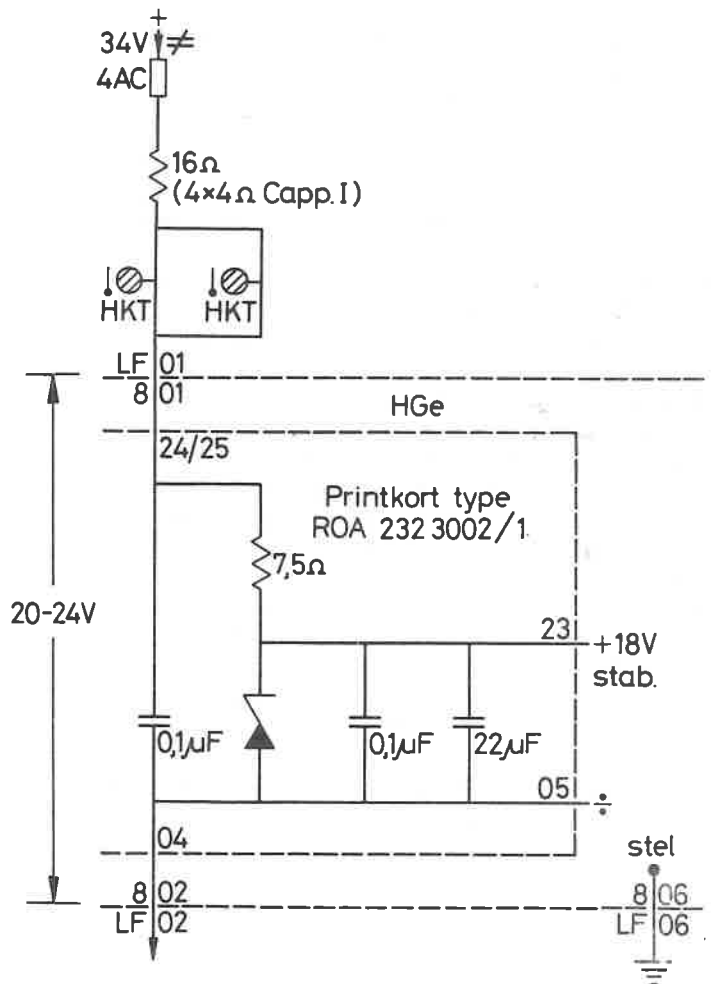 +
34V ≠
4AC
16Ω
(4×4Ω Capp. I)
HKT HKT
LF 01
8 01
HGe
24/25
Printkort type
ROA 232 3002/1
7,5Ω
20-24V
23
+18V
stab.
0,1µF 0,1µF 22µF
05 ÷
04
stel
8 02
LF 02
8 06
LF 06